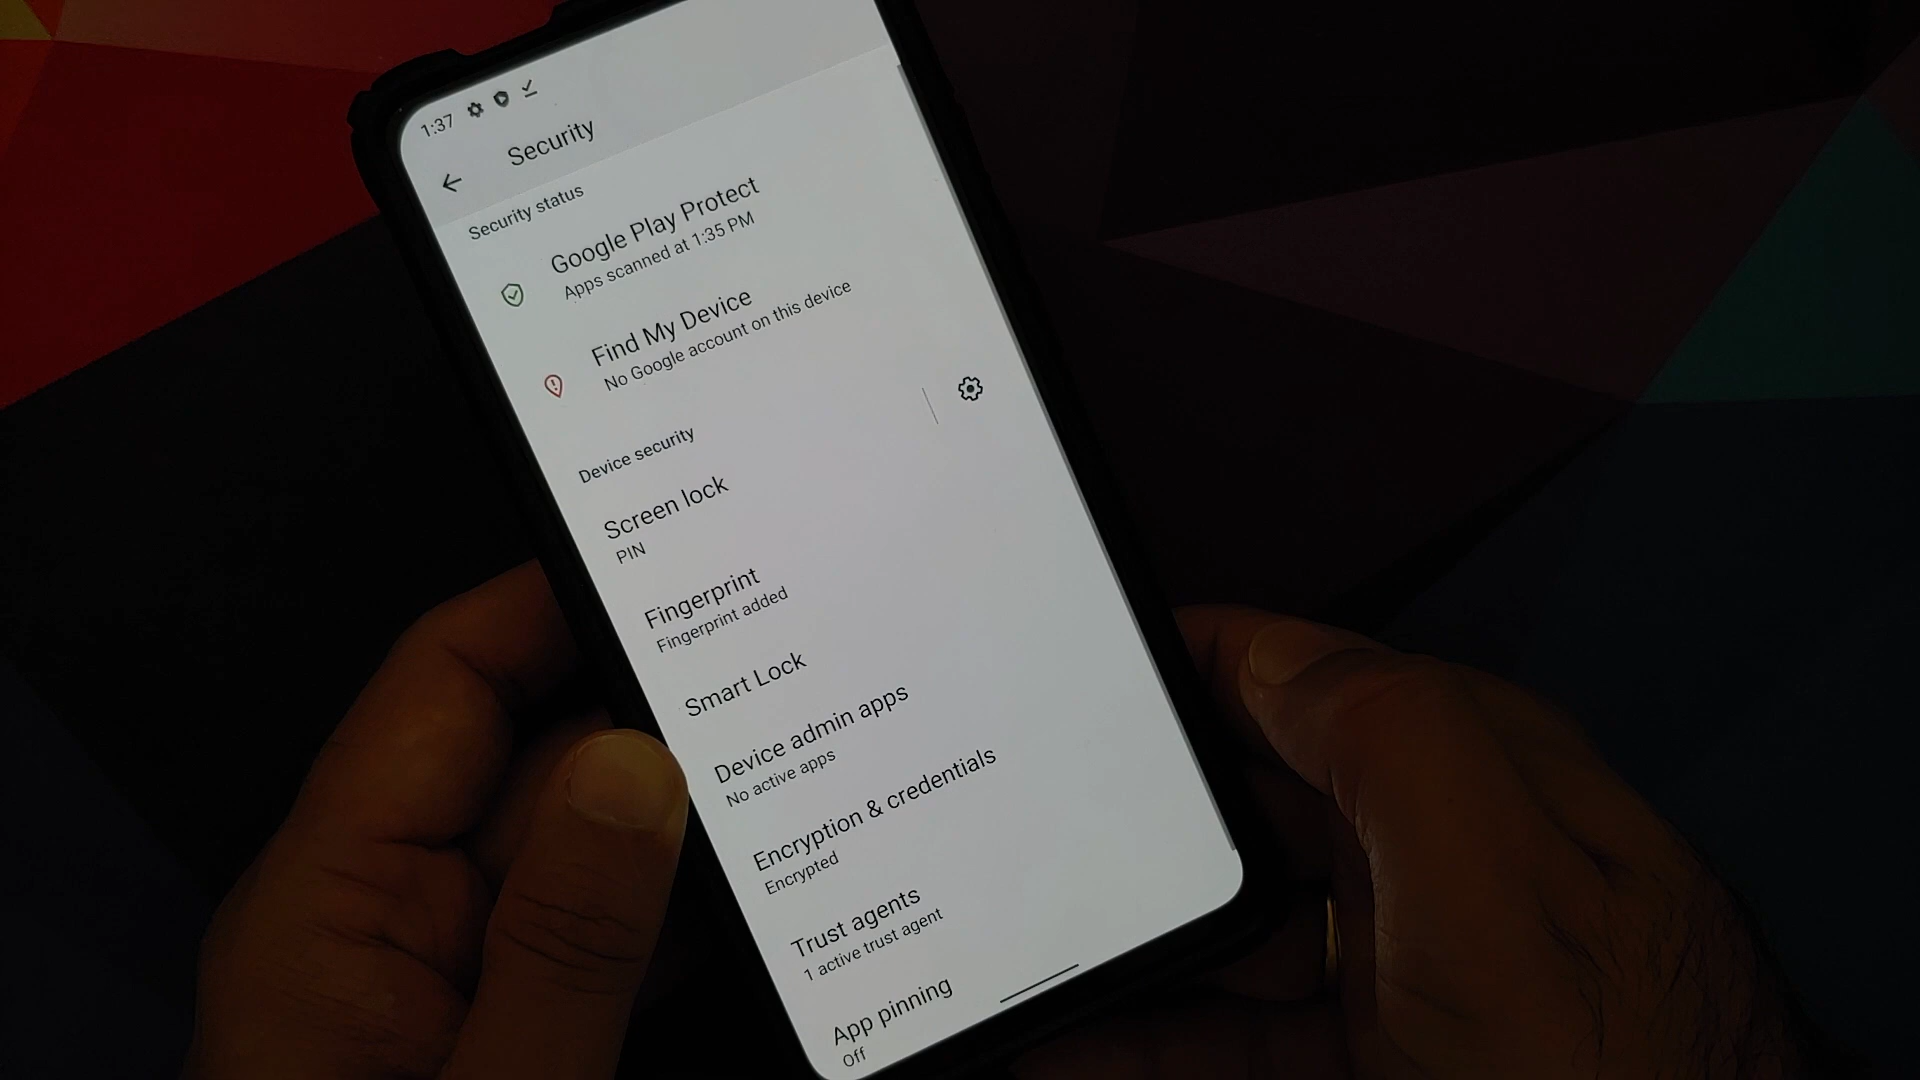 1:37
Security
Security status
Google Play Protect
Apps scanned at 1:35 PM
Find My Device
No Google account on this device
Device security
Screen lock
PIN
Fingerprint
Fingerprint added
Smart Lock
Device admin apps
No active apps
Encryption & credentials
Encrypted
Trust agents
1 active trust agent
App pinning
Off